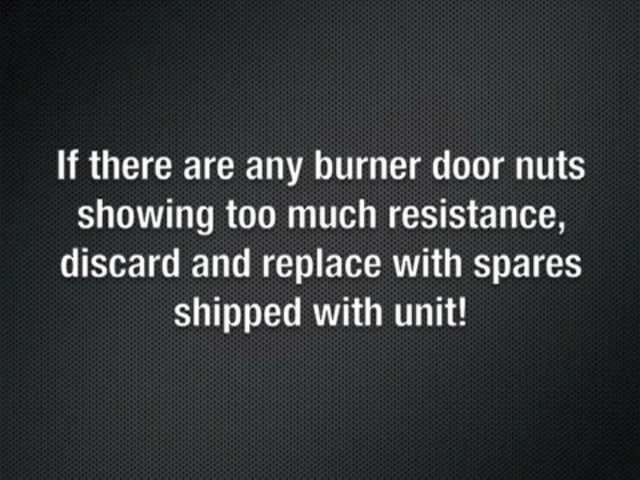 If there are any burner door nuts
showing too much resistance,
discard and replace with spares
shipped with unit!